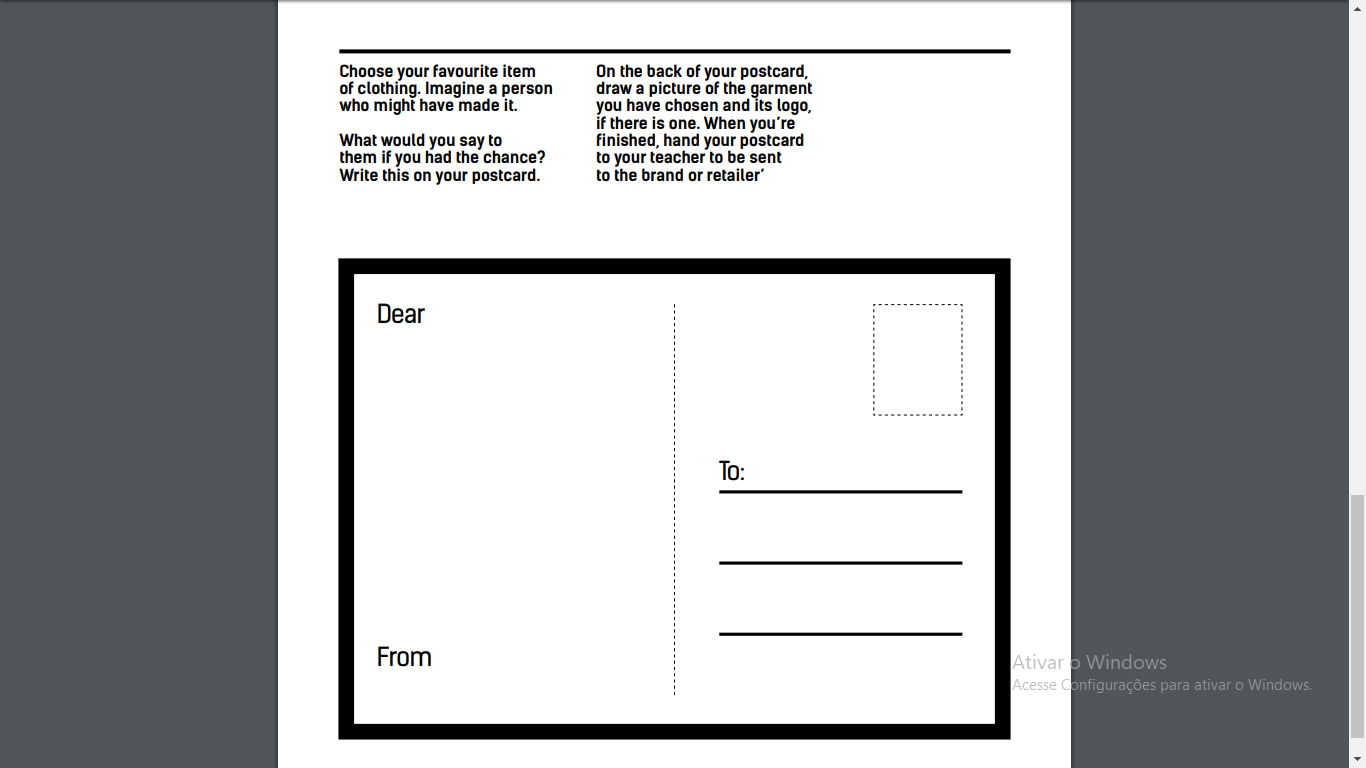 Choose your favourite item
of clothing. Imagine a person
who might have made it.
What would you say to
them if you had the chance?
Write this on your postcard.
On the back of your postcard,
draw a picture of the garment
you have chosen and its logo,
if there is one. When you’re
finished, hand your postcard
to your teacher to be sent
to the brand or retailer’
Dear
From
To:
Ativar o Windows
Acesse Configurações para ativar o Windows.